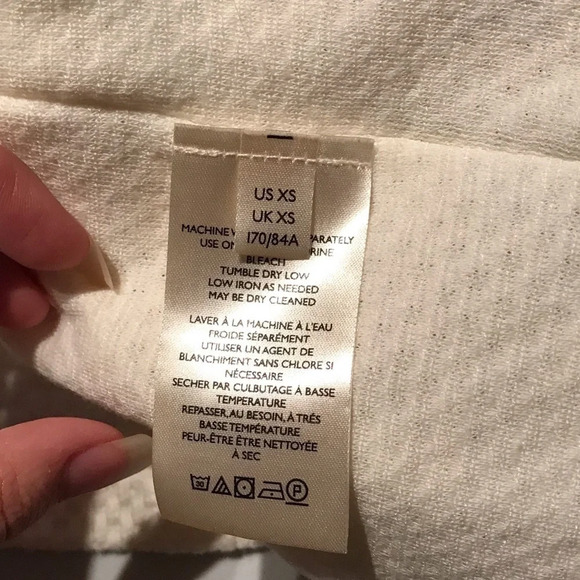 US XS
UK XS
170/84A
MACHINE PARATELY
USE ON RINE
BLEACH
TUMBLE DRY LOW
LOW IRON AS NEEDED
MAY BE DRY CLEANED
LAVER À LA MACHINE À L'EAU
FROIDE SÉPARÉMENT
UTILISER UN AGENT DE
BLANCHIMENT SANS CHLORE SI
NÉCESSAIRE
SECHER PAR CULBUTAGE À BASSE
TEMPERATURE
REPASSER, AU BESOIN, À TRÉS
BASSE TEMPÉRATURE
PEUR-ÊTRE ÊTRE NETTOYÉE
À SEC
30
P